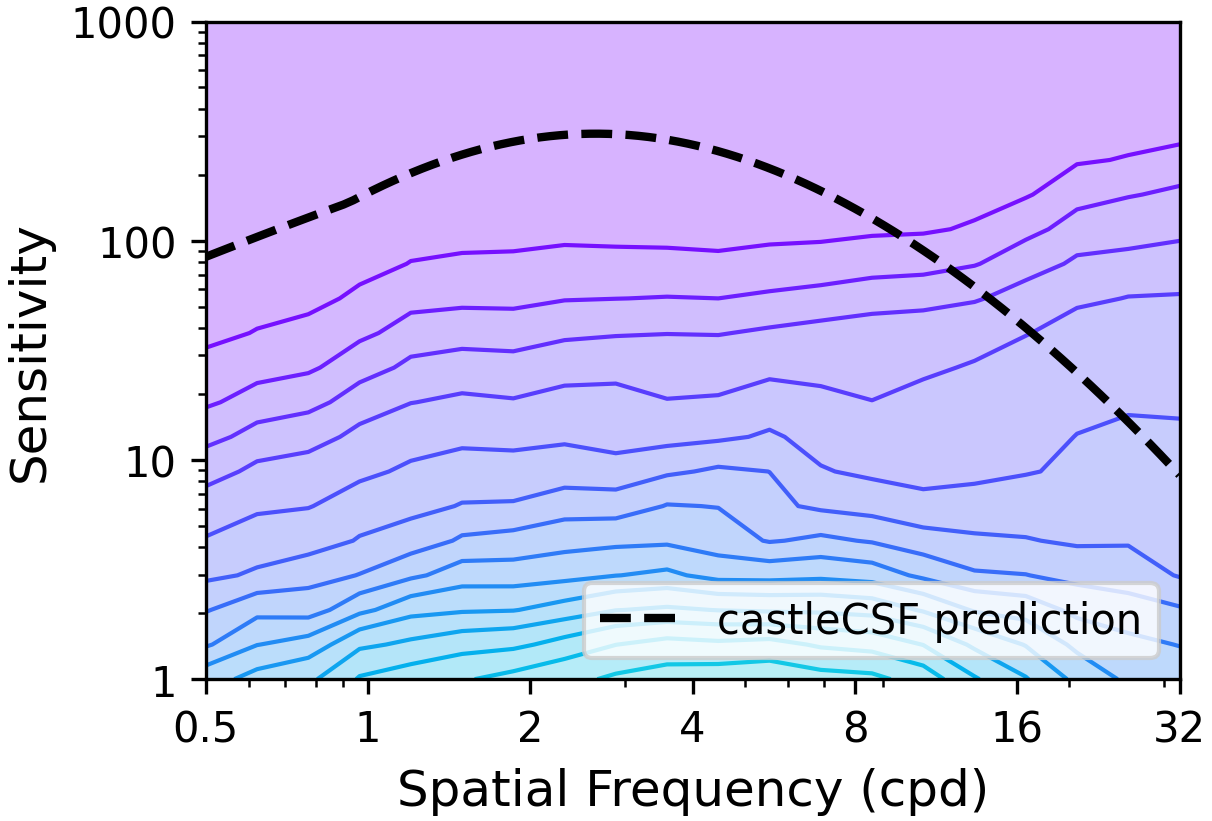 1000
100
10
1
Sensitivity
castleCSF prediction
0.5 1 2 4 8 16 32
Spatial Frequency (cpd)